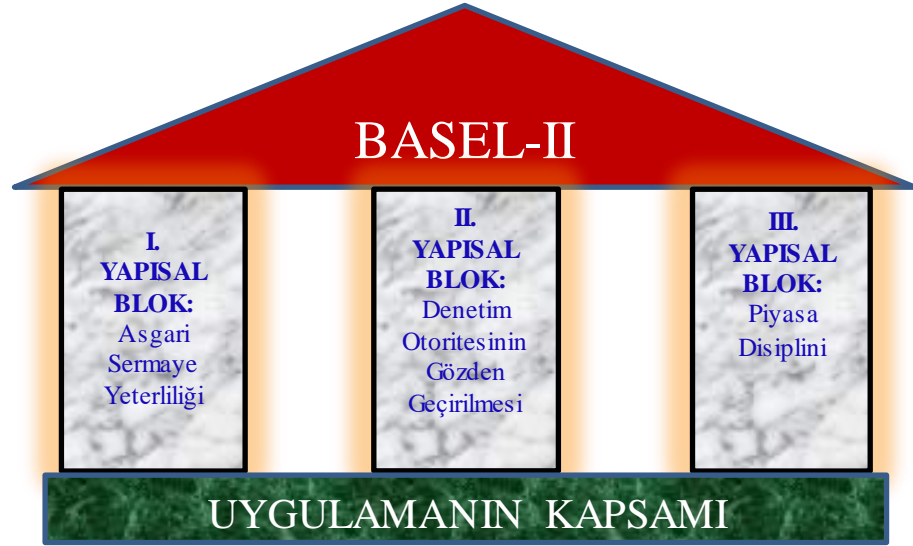 BASEL-II
I.
YAPISAL
BLOK:
Asgari
Sermaye
Yeterliliği
II.
YAPISAL
BLOK:
Denetim
Otoritesinin
Gözden
Geçirilmesi
III.
YAPISAL
BLOK:
Piyasa
Disiplini
UYGULAMANIN KAPSAMI